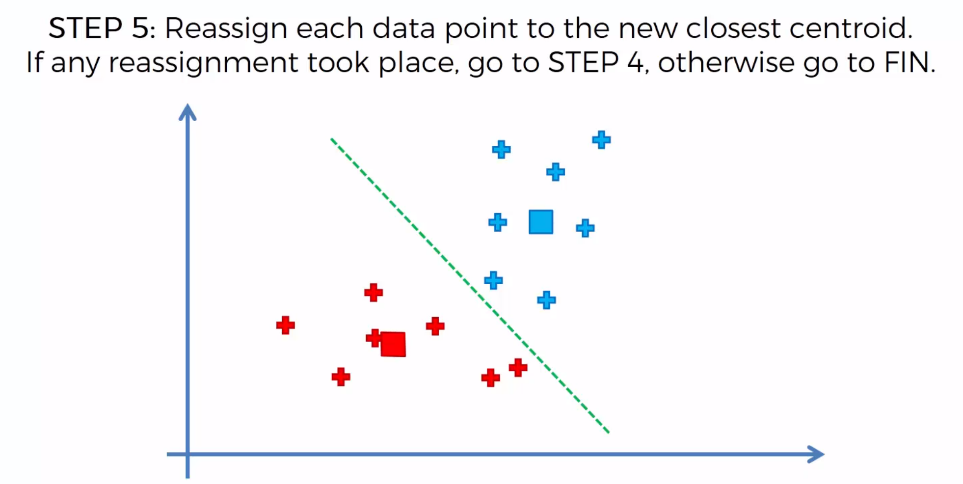 STEP 5: Reassign each data point to the new closest centroid.
If any reassignment took place, go to STEP 4, otherwise go to FIN.